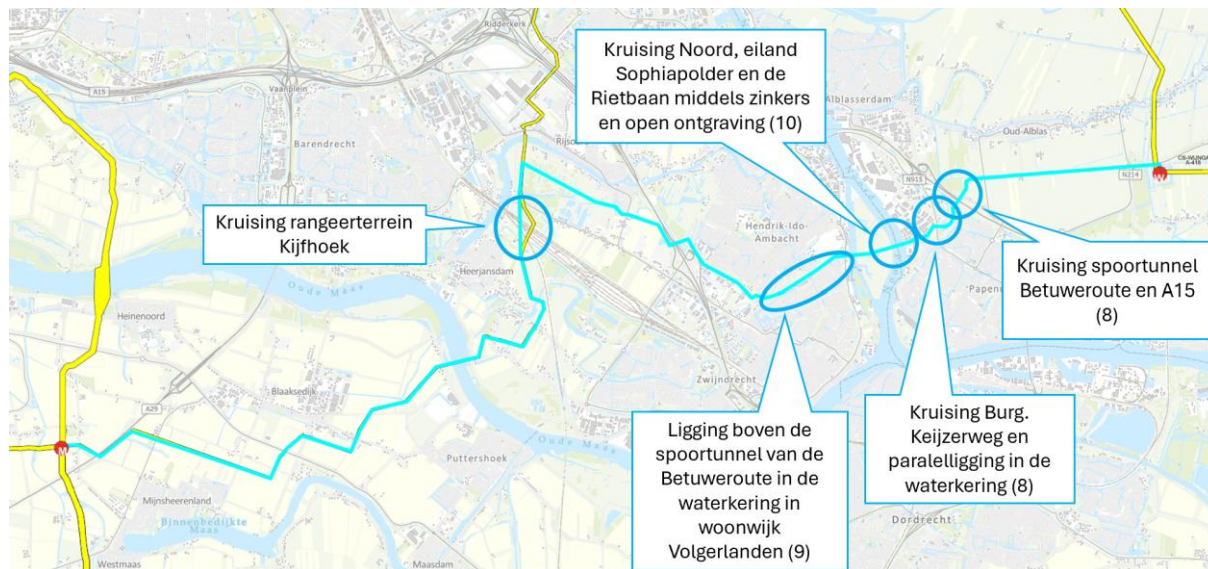 Ridderkerk
A15
Vaanplein
Barendrecht
Kruising Noord, eiland
Sophiapolder en de
Rietbaan middels zinkers
en open ontgraving (10)
Alblasserdam
Oud-Alblas
N915
N214
W
Kruising rangeerterrein
Kijfhoek
Heerjansdam
Hendrik-Ido-
Ambacht
Oude Maas
Heinenoord
Kruising spoortunnel
Betuweroute en A15
(8)
Zwijndrecht
Blaaksedijk
A29
M
Puttershoek
Oude Maas
Mijnsheerenland
Binnenbedijkte
Maas
Westmaas
Maasdam
Ligging boven de
spoortunnel van de
Betuweroute in de
waterkering in
woonwijk
Volgerlanden (9)
Kruising Burg.
Keijzerweg en
paralelligging in de
waterkering (8)
Dordrecht